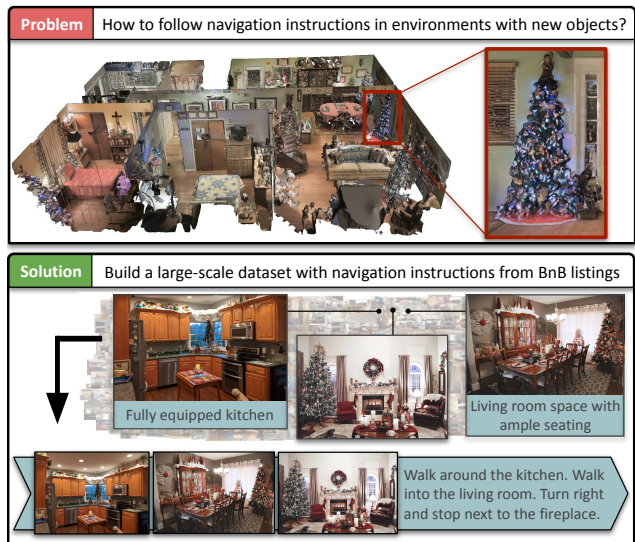 Problem
How to follow navigation instructions in environments with new objects?
Solution
Build a large-scale dataset with navigation instructions from BnB listings
Fully equipped kitchen
Living room space with
ample seating
Walk around the kitchen. Walk
into the living room. Turn right
and stop next to the fireplace.